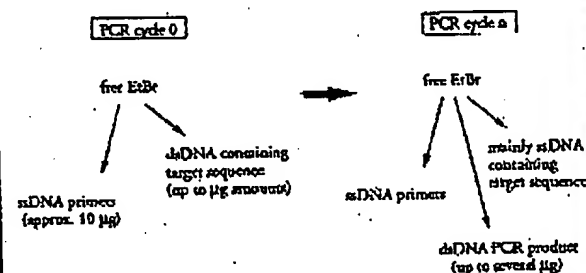 PCR cycle 0
free EtBr
dsDNA containing
target sequence
(up to µg amounts)
ssDNA primers
(approx. 10 µg)
PCR cycle n
free EtBr
mainly ssDNA
containing
target sequence
ssDNA primers
dsDNA PCR product
(up to several µg)